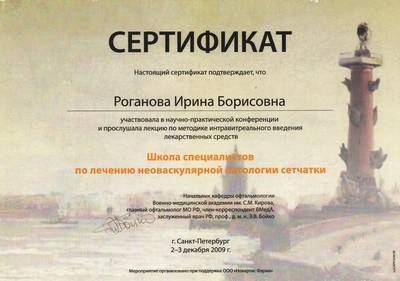 СЕРТИФИКАТ
Настоящий сертификат подтверждает, что
Роганова Ирина Борисовна
участвовала в научно-практической конференции
и прослушала лекцию по методике интравитреального введения
лекарственных средств
Школа специалистов
по лечению неоваскулярной патологии сетчатки
Начальник кафедры офтальмологии
Военно-медицинской академии им. С.М. Кирова,
главный офтальмолог МО РФ, член-корреспондент ВМедА,
заслуженный врач РФ, проф., д. м. н. Э.В. Бойко
г. Санкт-Петербург
2–3 декабря 2009 г.
Мероприятие организовано при поддержке ООО «Новартис Фарма»